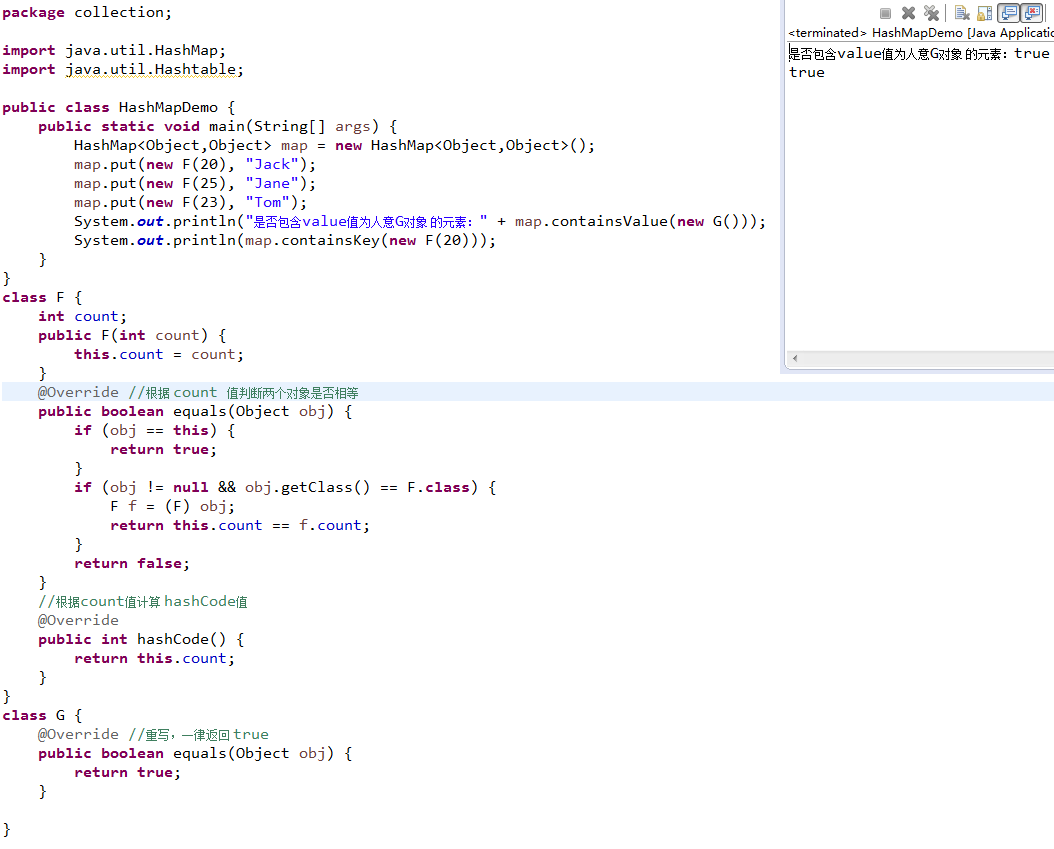 package collection;
import java.util.HashMap;
import java.util.Hashtable;
public class HashMapDemo {
    public static void main(String[] args) {
        HashMap<Object,Object> map = new HashMap<Object,Object>();
        map.put(new F(20), "Jack");
        map.put(new F(25), "Jane");
        map.put(new F(23), "Tom");
        System.out.println("是否包含value值为人意G对象 的元素：" + map.containsValue(new G()));
        System.out.println(map.containsKey(new F(20)));
    }
}
class F {
    int count;
    public F(int count) {
        this.count = count;
    }
    @Override //根据 count 值判断两个对象是否相等
    public boolean equals(Object obj) {
        if (obj == this) {
            return true;
        }
        if (obj != null && obj.getClass() == F.class) {
            F f = (F) obj;
            return this.count == f.count;
        }
        return false;
    }
    //根据count值计算 hashCode值
    @Override
    public int hashCode() {
        return this.count;
    }
}
class G {
    @Override //重写，一律返回 true
    public boolean equals(Object obj) {
        return true;
    }
}
<terminated> HashMapDemo [Java Applicatio
是否包含value值为人意G对象 的元素：true
true